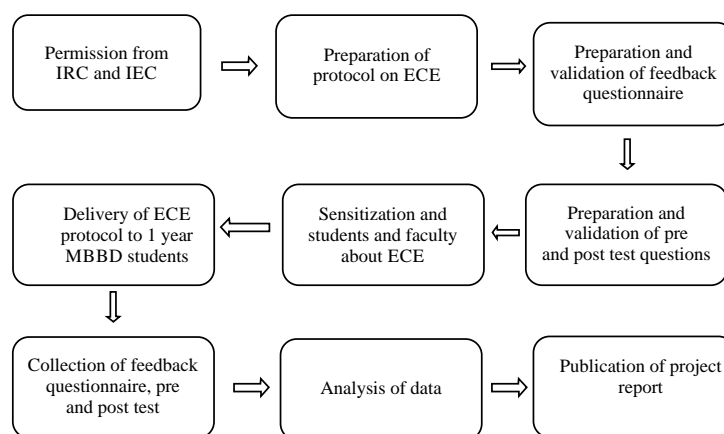 Permission from
IRC and IEC
Preparation of
protocol on ECE
Preparation and
validation of feedback
questionnaire
Preparation and
validation of pre
and post test questions
Sensitization and
students and faculty
about ECE
Delivery of ECE
protocol to 1 year
MBBD students
Collection of feedback
questionnaire, pre
and post test
Analysis of data
Publication of project
report